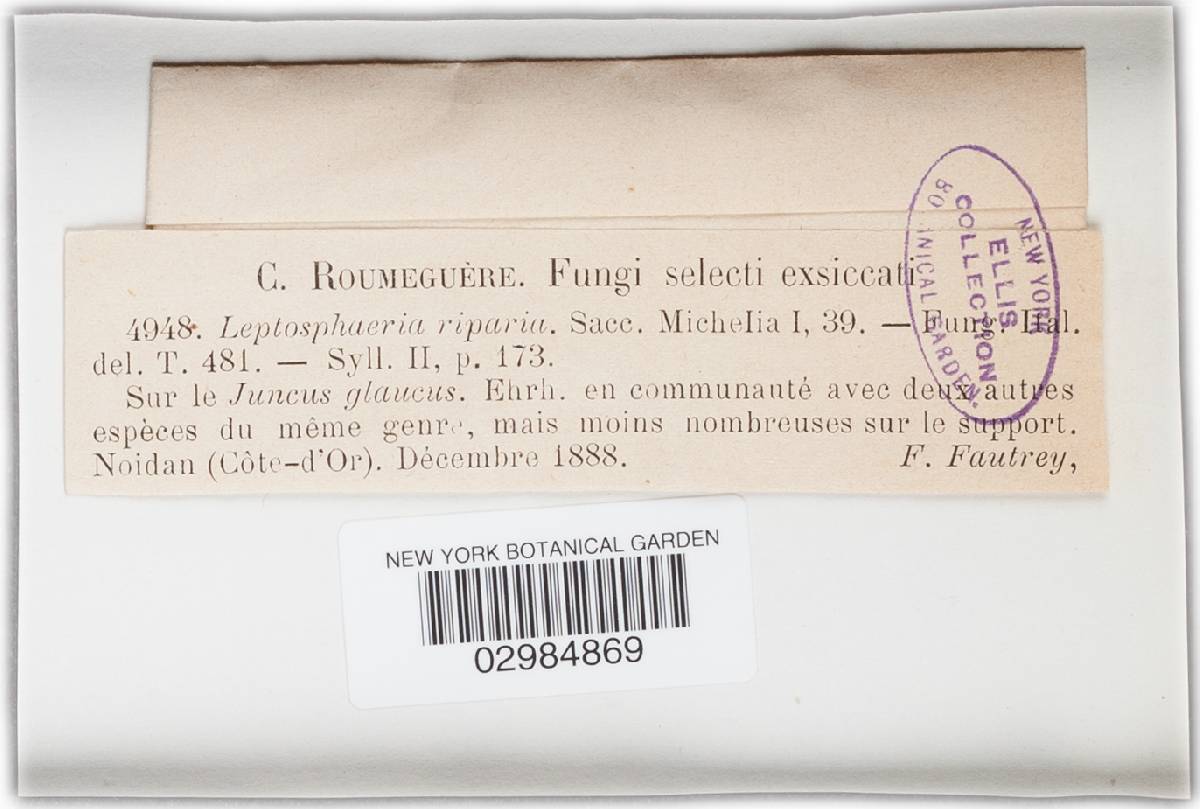 C. ROUMEGUÈRE. Fungi selecti exsiccati
4948. Leptosphaeria riparia. Sacc. Michelia I, 39. — Fung. Ital.
del. T. 481. — Syll. II, p. 173.
Sur le Juncus glaucus. Ehrh. en communauté avec deux autres
espèces du même genre, mais moins nombreuses sur le support.
Noidan (Côte-d'Or). Décembre 1888. F. Fautrey,
NEW YORK
ELLIS
COLLECTION
BOTANICAL GARDEN.
NEW YORK BOTANICAL GARDEN
02984869